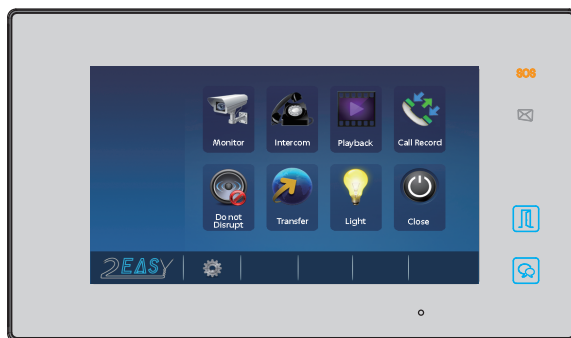 SOS
Monitor
Intercom
Playback
Call Record
Do not
Disrupt
Transfer
Light
Close
2EASY